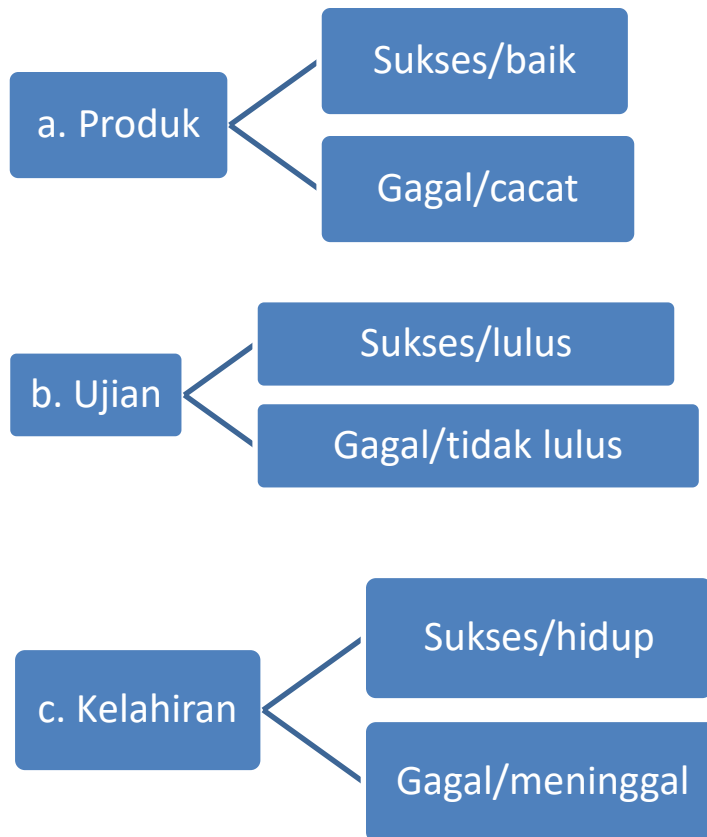 a. Produk
Sukses/baik
Gagal/cacat
b. Ujian
Sukses/lulus
Gagal/tidak lulus
c. Kelahiran
Sukses/hidup
Gagal/meninggal